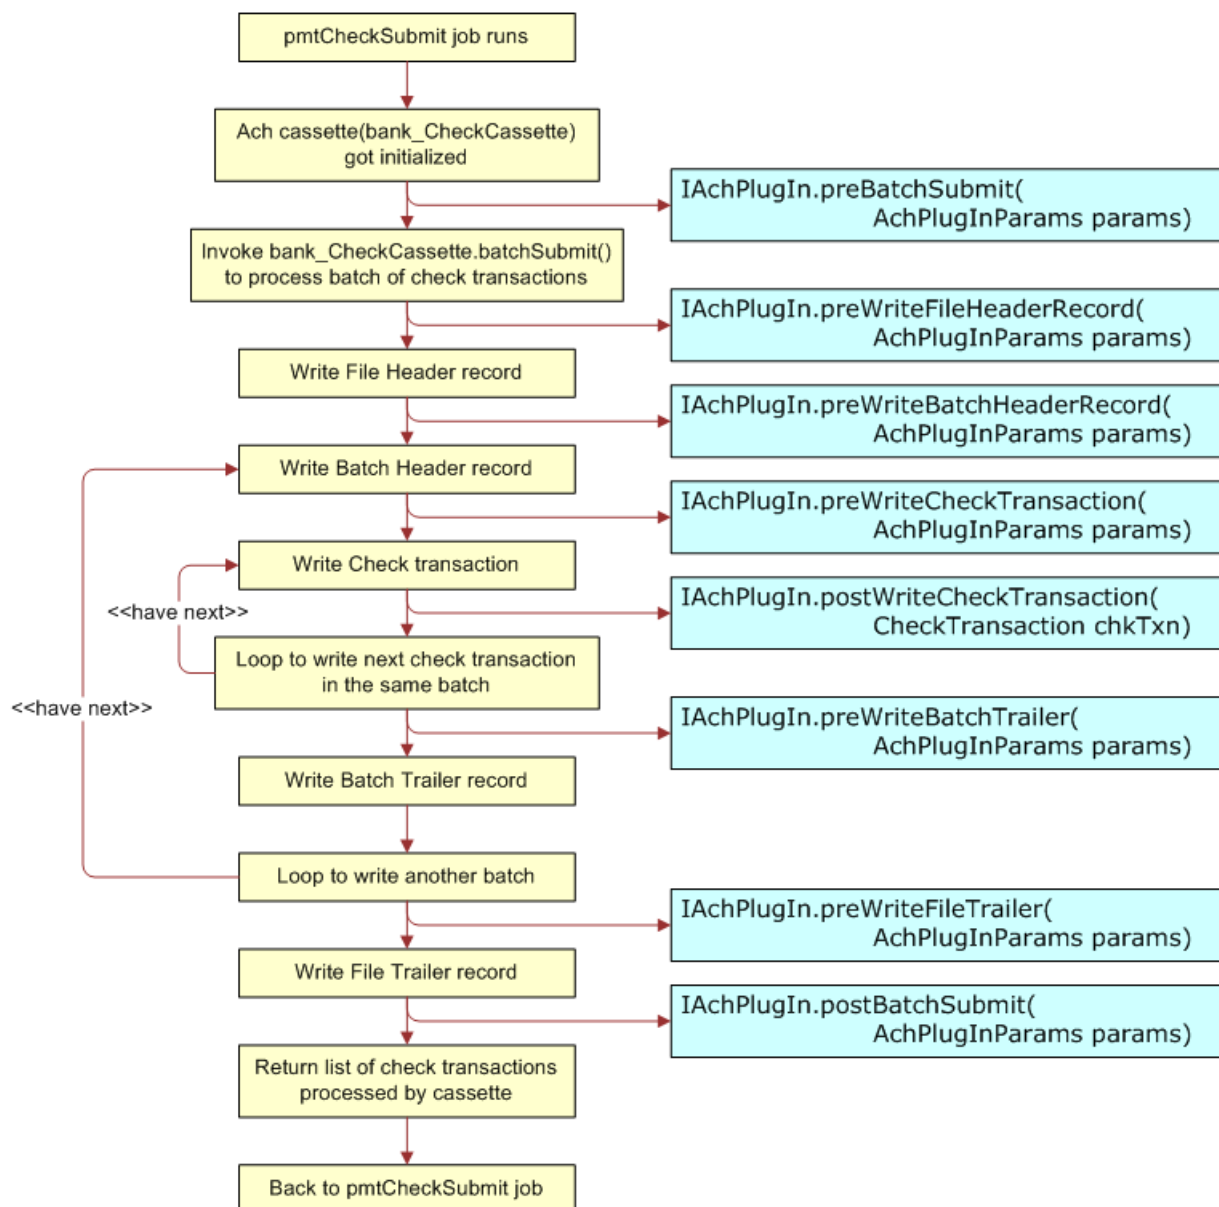 pmtCheckSubmit job runs
Ach cassette(bank_CheckCassette)
got initialized
IAchPlugIn.preBatchSubmit(
AchPlugInParams params)
Invoke bank_CheckCassette.batchSubmit()
to process batch of check transactions
IAchPlugIn.preWriteFileHeaderRecord(
AchPlugInParams params)
Write File Header record
IAchPlugIn.preWriteBatchHeaderRecord(
AchPlugInParams params)
Write Batch Header record
IAchPlugIn.preWriteCheckTransaction(
AchPlugInParams params)
Write Check transaction
<<have next>>
IAchPlugIn.postWriteCheckTransaction(
CheckTransaction chkTxn)
Loop to write next check transaction
in the same batch
<<have next>>
IAchPlugIn.preWriteBatchTrailer(
AchPlugInParams params)
Write Batch Trailer record
Loop to write another batch
IAchPlugIn.preWriteFileTrailer(
AchPlugInParams params)
Write File Trailer record
IAchPlugIn.postBatchSubmit(
AchPlugInParams params)
Return list of check transactions
processed by cassette
Back to pmtCheckSubmit job